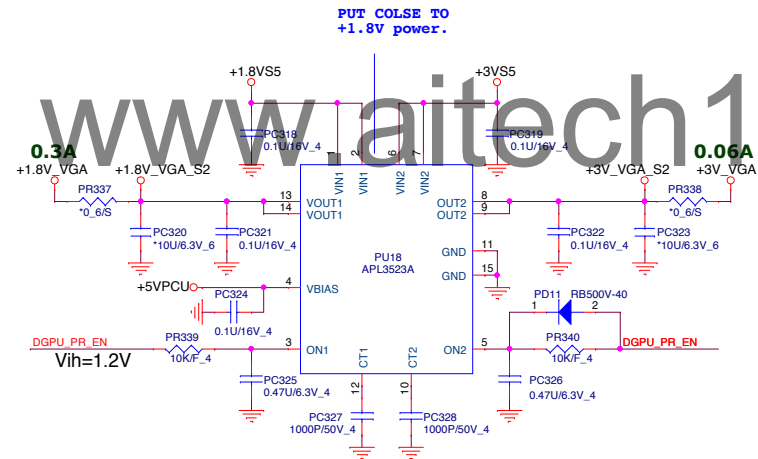 PUT COLSE TO
+1.8V power.
+1.8VS5
+3VS5
www.aitech1
PC318
0.1U/16V_4
PC319
0.1U/16V_4
0.3A
+1.8V_VGA
+1.8V_VGA_S2
+3V_VGA_S2
0.06A
+3V_VGA
1
2
6
7
VIN1
VIN1
VIN2
VIN2
PR337
*0_6/S
PR338
*0_6/S
13
14
VOUT1
VOUT1
OUT2
OUT2
8
9
PC320
*10U/6.3V_6
PC321
0.1U/16V_4
PC322
0.1U/16V_4
PC323
*10U/6.3V_6
PU18
APL3523A
GND
11
GND
15
+5VPCU
4
VBIAS
PC324
0.1U/16V_4
PD11
RB500V-40
1
2
DGPU_PR_EN
Vih=1.2V
PR339
10K/F_4
3
ON1
CT1
CT2
ON2
5
PR340
10K/F_4
DGPU_PR_EN
PC325
0.47U/6.3V_4
PC326
0.47U/6.3V_4
12
10
PC327
1000P/50V_4
PC328
1000P/50V_4